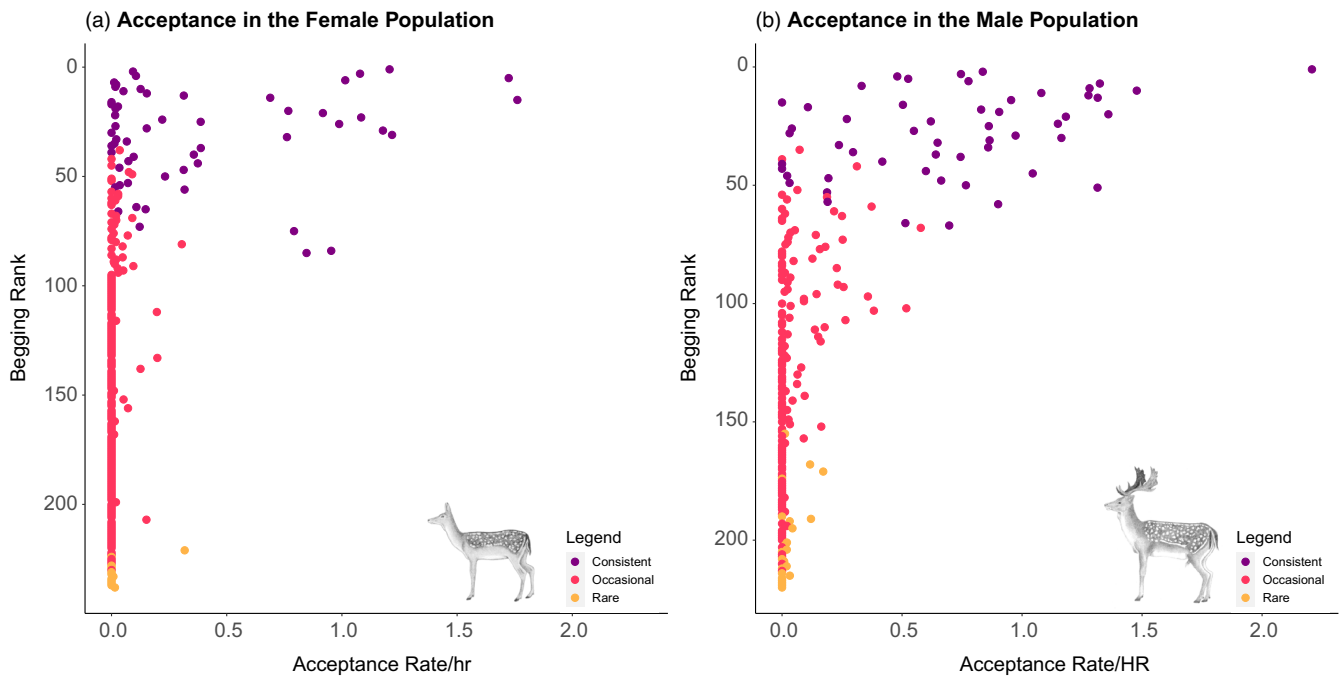 (a) Acceptance in the Female Population
0
50
100
150
200
Begging Rank
0.0 0.5 1.0 1.5 2.0
Acceptance Rate/hr
Legend
Consistent
Occasional
Rare
(b) Acceptance in the Male Population
0
50
100
150
200
Begging Rank
0.0 0.5 1.0 1.5 2.0
Acceptance Rate/HR
Legend
Consistent
Occasional
Rare